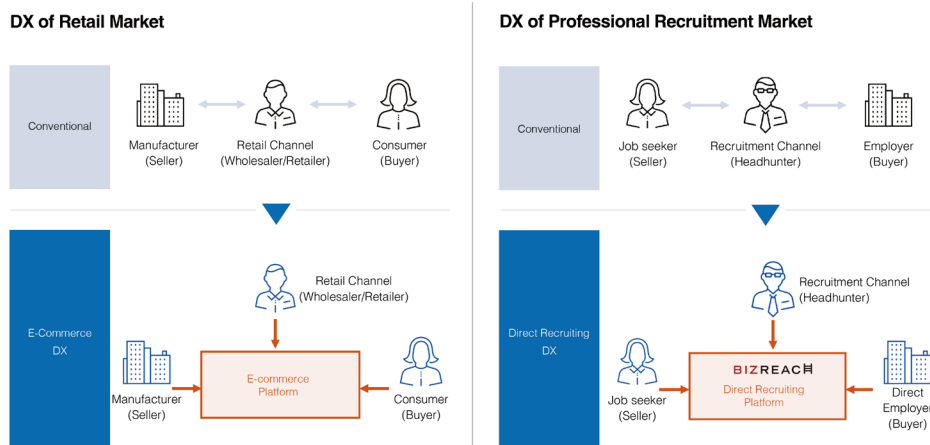 DX of Retail Market
Conventional
Manufacturer
(Seller)
Retail Channel
(Wholesaler/Retailer)
Consumer
(Buyer)
E-Commerce
DX
Retail Channel
(Wholesaler/Retailer)
Manufacturer
(Seller)
E-commerce
Platform
Consumer
(Buyer)
DX of Professional Recruitment Market
Conventional
Job seeker
(Seller)
Recruitment Channel
(Headhunter)
Employer
(Buyer)
Direct Recruiting
DX
Recruitment Channel
(Headhunter)
Job seeker
(Seller)
BIZREACH
Direct Recruiting
Platform
Direct
Employer
(Buyer)